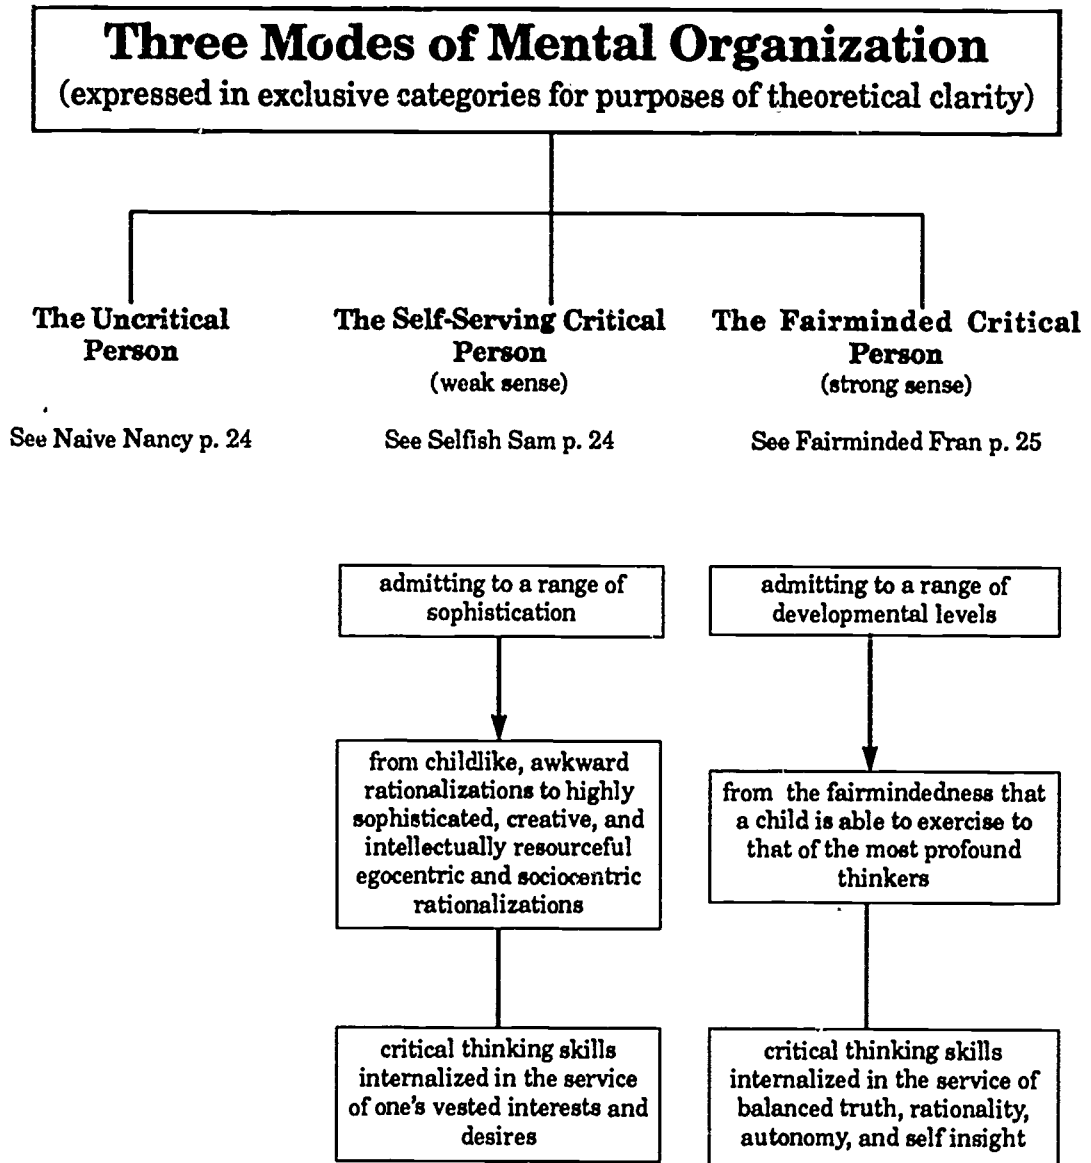 Three Modes of Mental Organization
(expressed in exclusive categories for purposes of theoretical clarity)
The Uncritical
Person
See Naive Nancy p. 24
The Self-Serving Critical
Person
(weak sense)
See Selfish Sam p. 24
The Fairminded Critical
Person
(strong sense)
See Fairminded Fran p. 25
admitting to a range of
sophistication
from childlike, awkward
rationalizations to highly
sophisticated, creative, and
intellectually resourceful
egocentric and sociocentric
rationalizations
critical thinking skills
internalized in the service
of one's vested interests and
desires
admitting to a range of
developmental levels
from the fairmindedness that
a child is able to exercise to
that of the most profound
thinkers
critical thinking skills
internalized in the service of
balanced truth, rationality,
autonomy, and self insight